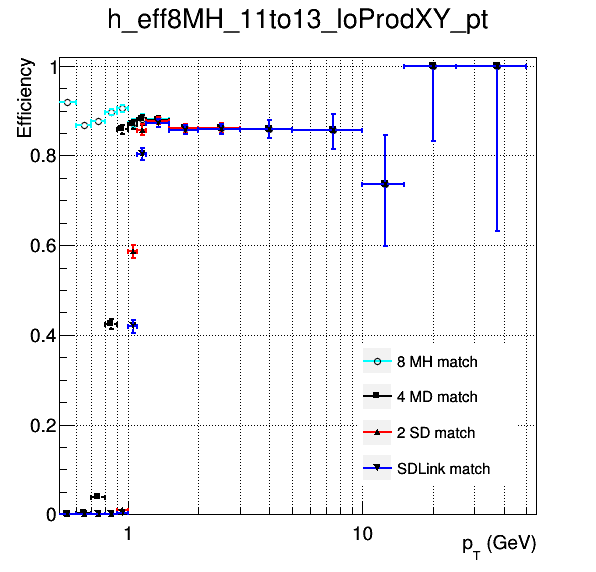 h_eff8MH_11to13_loProdXY_pt
Efficiency
1
0.8
0.6
0.4
0.2
0
8 MH match
4 MD match
2 SD match
SDLink match
1
10
p_T (GeV)